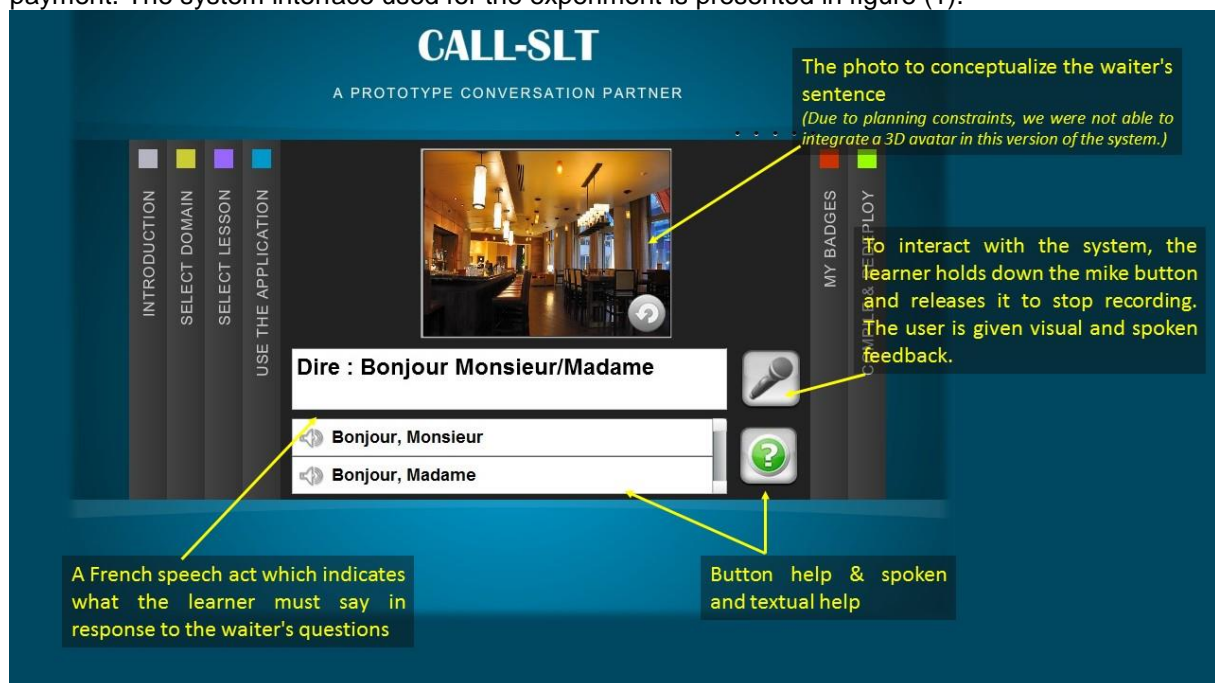 payment. The system interface used for the experiment is presented in figure (1).
CALL-SLT
A PROTOTYPE CONVERSATION PARTNER
The photo to conceptualize the waiter's
sentence
(Due to planning constraints, we were not able to
integrate a 3D avatar in this version of the system.)
INTRODUCTION
SELECT DOMAIN
SELECT LESSON
USE THE APPLICATION
MY BADGES
To interact with the system, the
learner holds down the mike button
and releases it to stop recording.
The user is given visual and spoken
feedback.
Dire : Bonjour Monsieur/Madame
Bonjour, Monsieur
Bonjour, Madame
A French speech act which indicates
what the learner must say in
response to the waiter's questions
Button help & spoken
and textual help